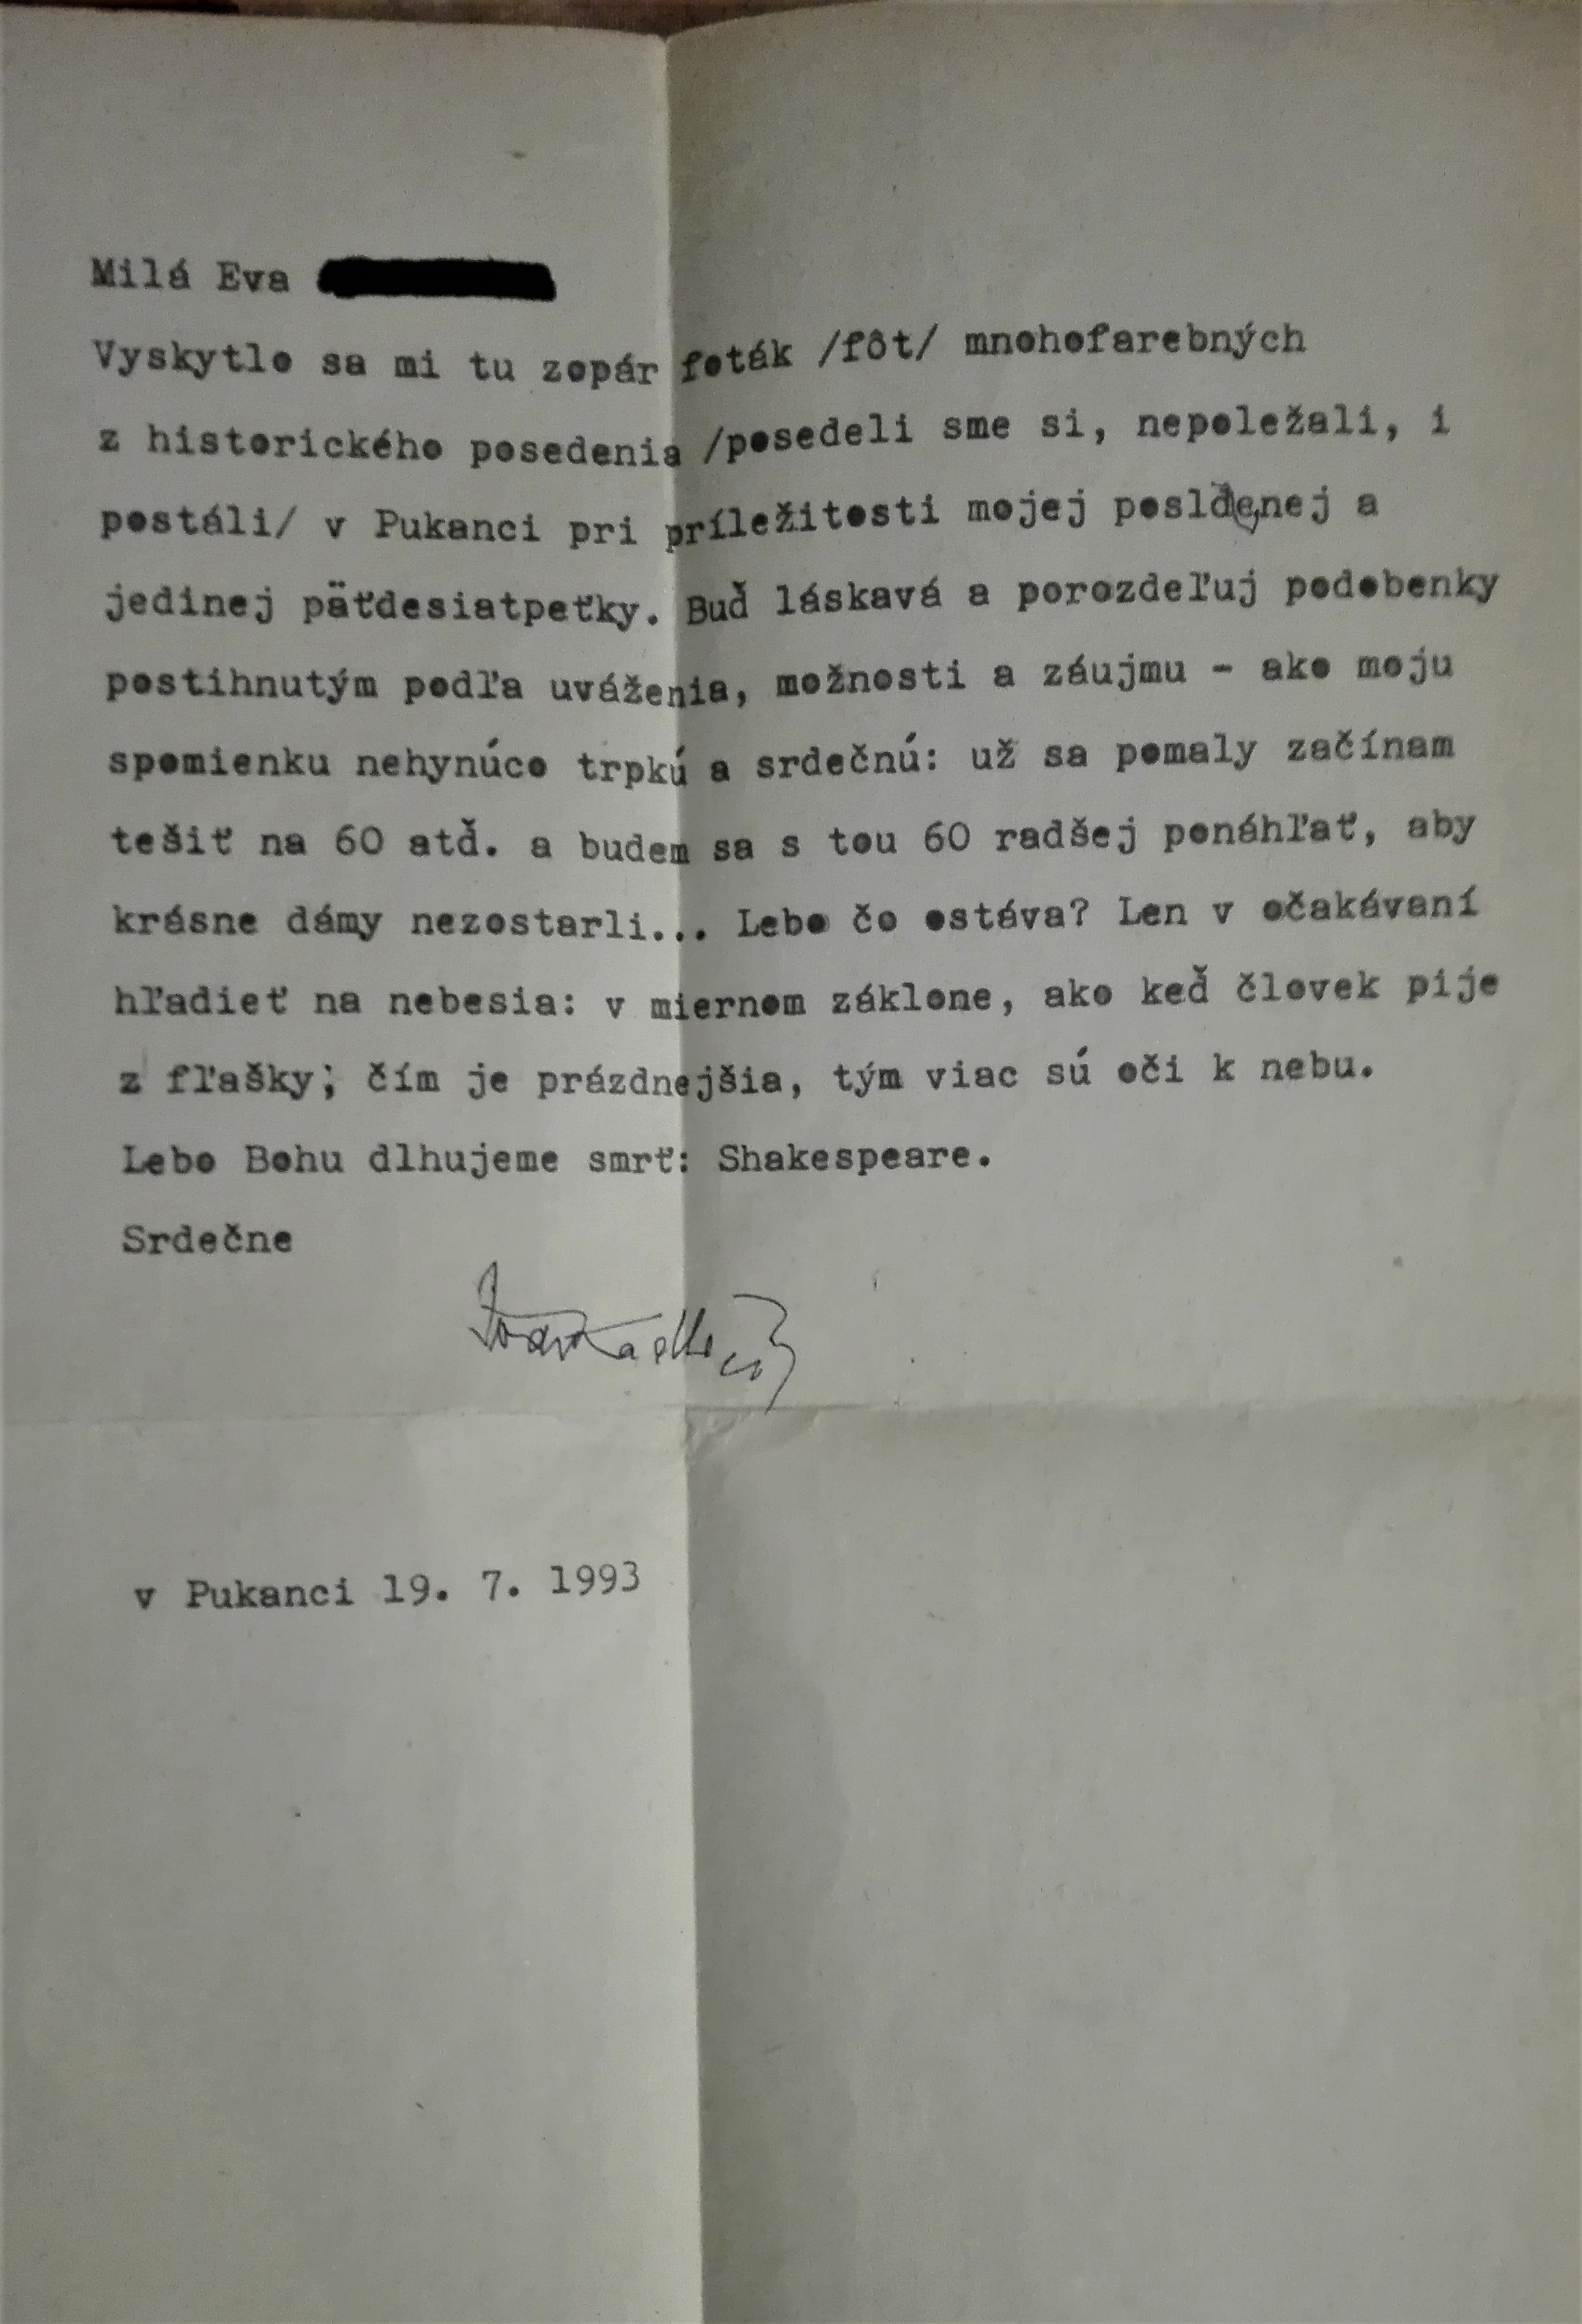 Milá Eva
Vyskytlo sa mi tu zopár foták /fôt/ mnohofarebných
z historického posedenia /posedeli sme si, nepoležali, i
postáli/ v Pukanci pri príležitosti mojej poslednej a
jedinej päťdesiatpeťky. Buď láskavá a porozdeľuj podobenky
postihnutým podľa uváženia, možnosti a záujmu - ako moju
spomienku nehynúco trpkú a srdečnú: už sa pomaly začínam
tešiť na 60 atď. a budem sa s tou 60 radšej ponáhľať, aby
krásne dámy nezostarli... Lebo čo ostáva? Len v očakávaní
hľadieť na nebesia: v miernom záklone, ako keď človek pije
z fľašky; čím je prázdnejšia, tým viac sú oči k nebu.
Lebo Bohu dlhujeme smrť: Shakespeare.
Srdečne
v Pukanci 19. 7. 1993